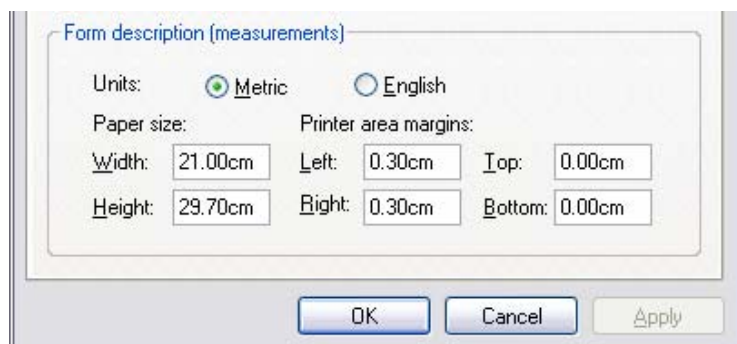 Form description (measurements)
Units: Metric English
Paper size: Printer area margins:
Width: 21.00cm Left: 0.30cm Top: 0.00cm
Height: 29.70cm Right: 0.30cm Bottom: 0.00cm
OK Cancel Apply